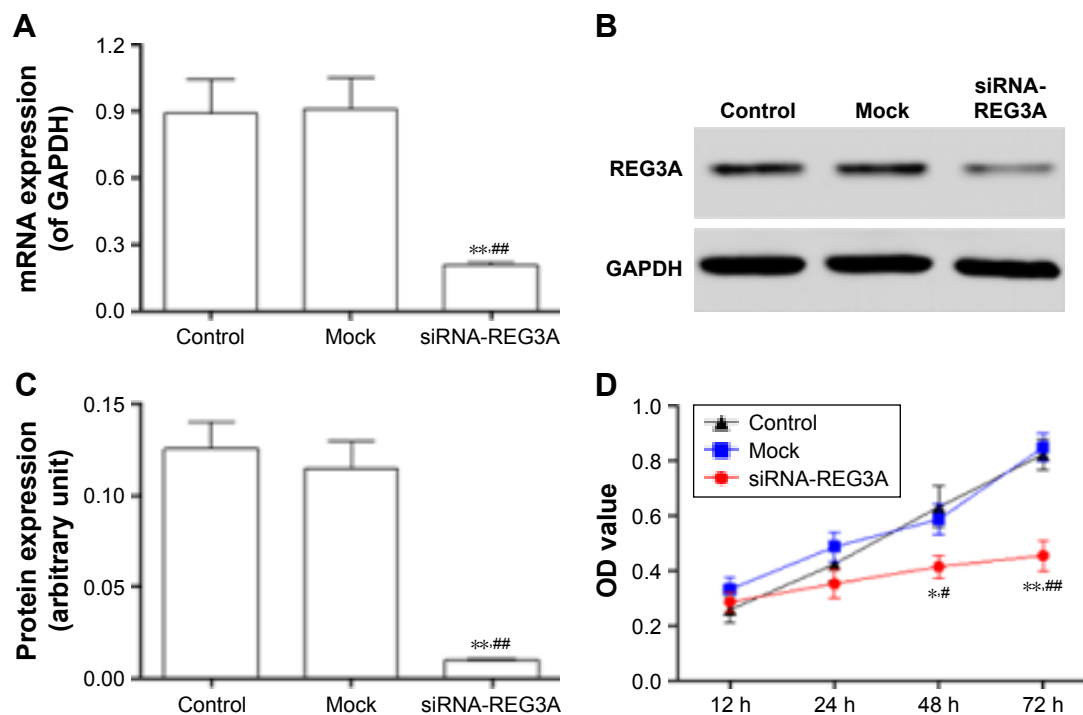 A
mRNA expression
(of GAPDH)
1.2
0.9
0.6
0.3
0.0
**,##
Control Mock siRNA-REG3A
B
Control Mock siRNA-
REG3A
REG3A
GAPDH
C
Protein expression
(arbitrary unit)
0.15
0.10
0.05
0.00
**,##
Control Mock siRNA-REG3A
D
OD value
1.0
0.8
0.6
0.4
0.2
0.0
Control
Mock
siRNA-REG3A
*,#
**,##
12 h 24 h 48 h 72 h